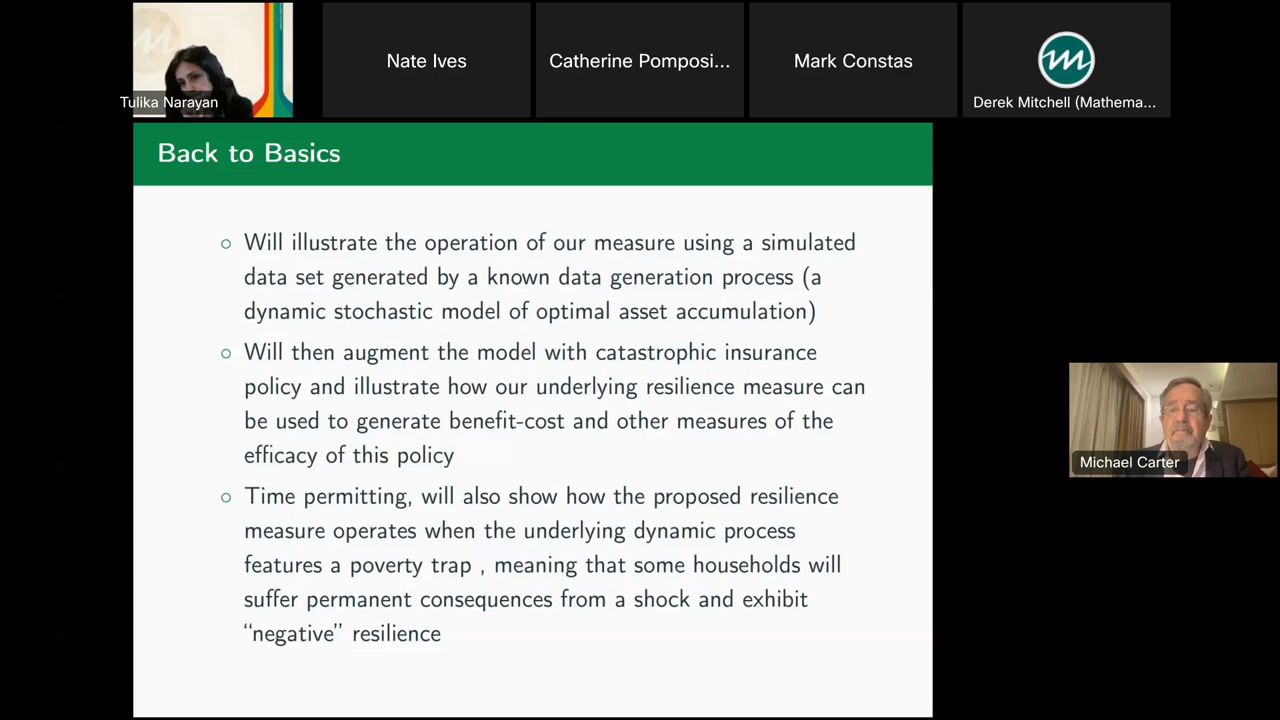 Tulika Narayan
Nate Ives
Catherine Pomposi...
Mark Constas
Derek Mitchell (Mathema...
Back to Basics
○ Will illustrate the operation of our measure using a simulated
data set generated by a known data generation process (a
dynamic stochastic model of optimal asset accumulation)
○ Will then augment the model with catastrophic insurance
policy and illustrate how our underlying resilience measure can
be used to generate benefit-cost and other measures of the
efficacy of this policy
○ Time permitting, will also show how the proposed resilience
measure operates when the underlying dynamic process
features a poverty trap , meaning that some households will
suffer permanent consequences from a shock and exhibit
“negative” resilience
Michael Carter